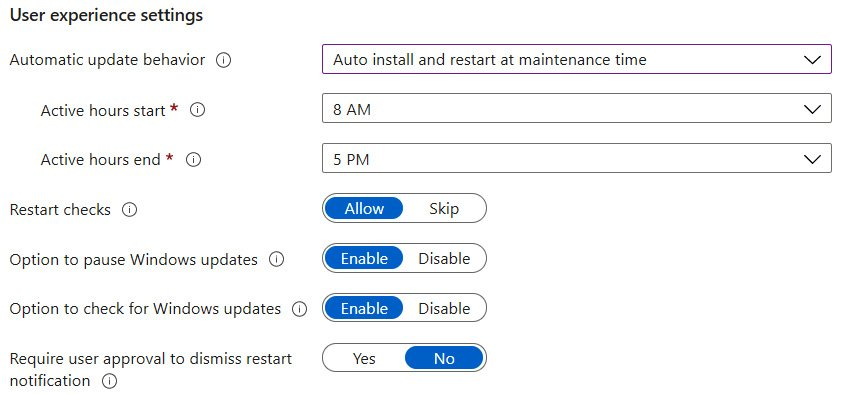 User experience settings
Automatic update behavior Auto install and restart at maintenance time
Active hours start * 8 AM
Active hours end * 5 PM
Restart checks Allow Skip
Option to pause Windows updates Enable Disable
Option to check for Windows updates Enable Disable
Require user approval to dismiss restart Yes No
notification